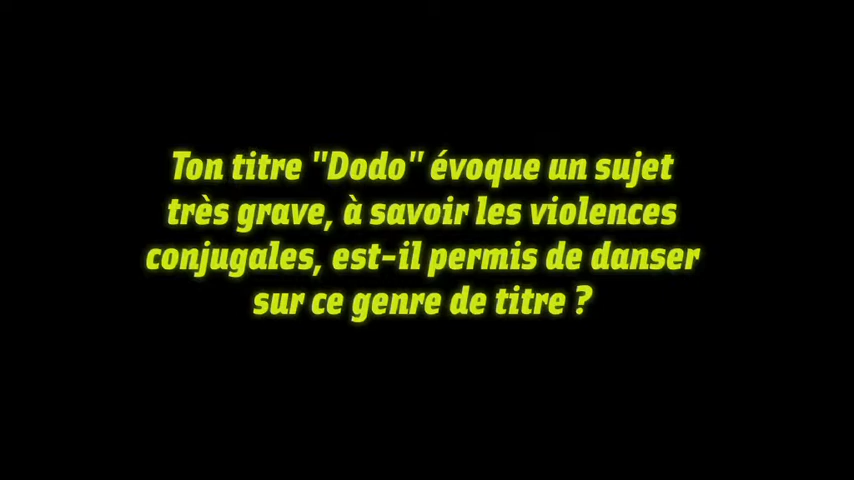 Ton titre "Dodo" évoque un sujet
très grave, à savoir les violences
conjugales, est-il permis de danser
sur ce genre de titre ?